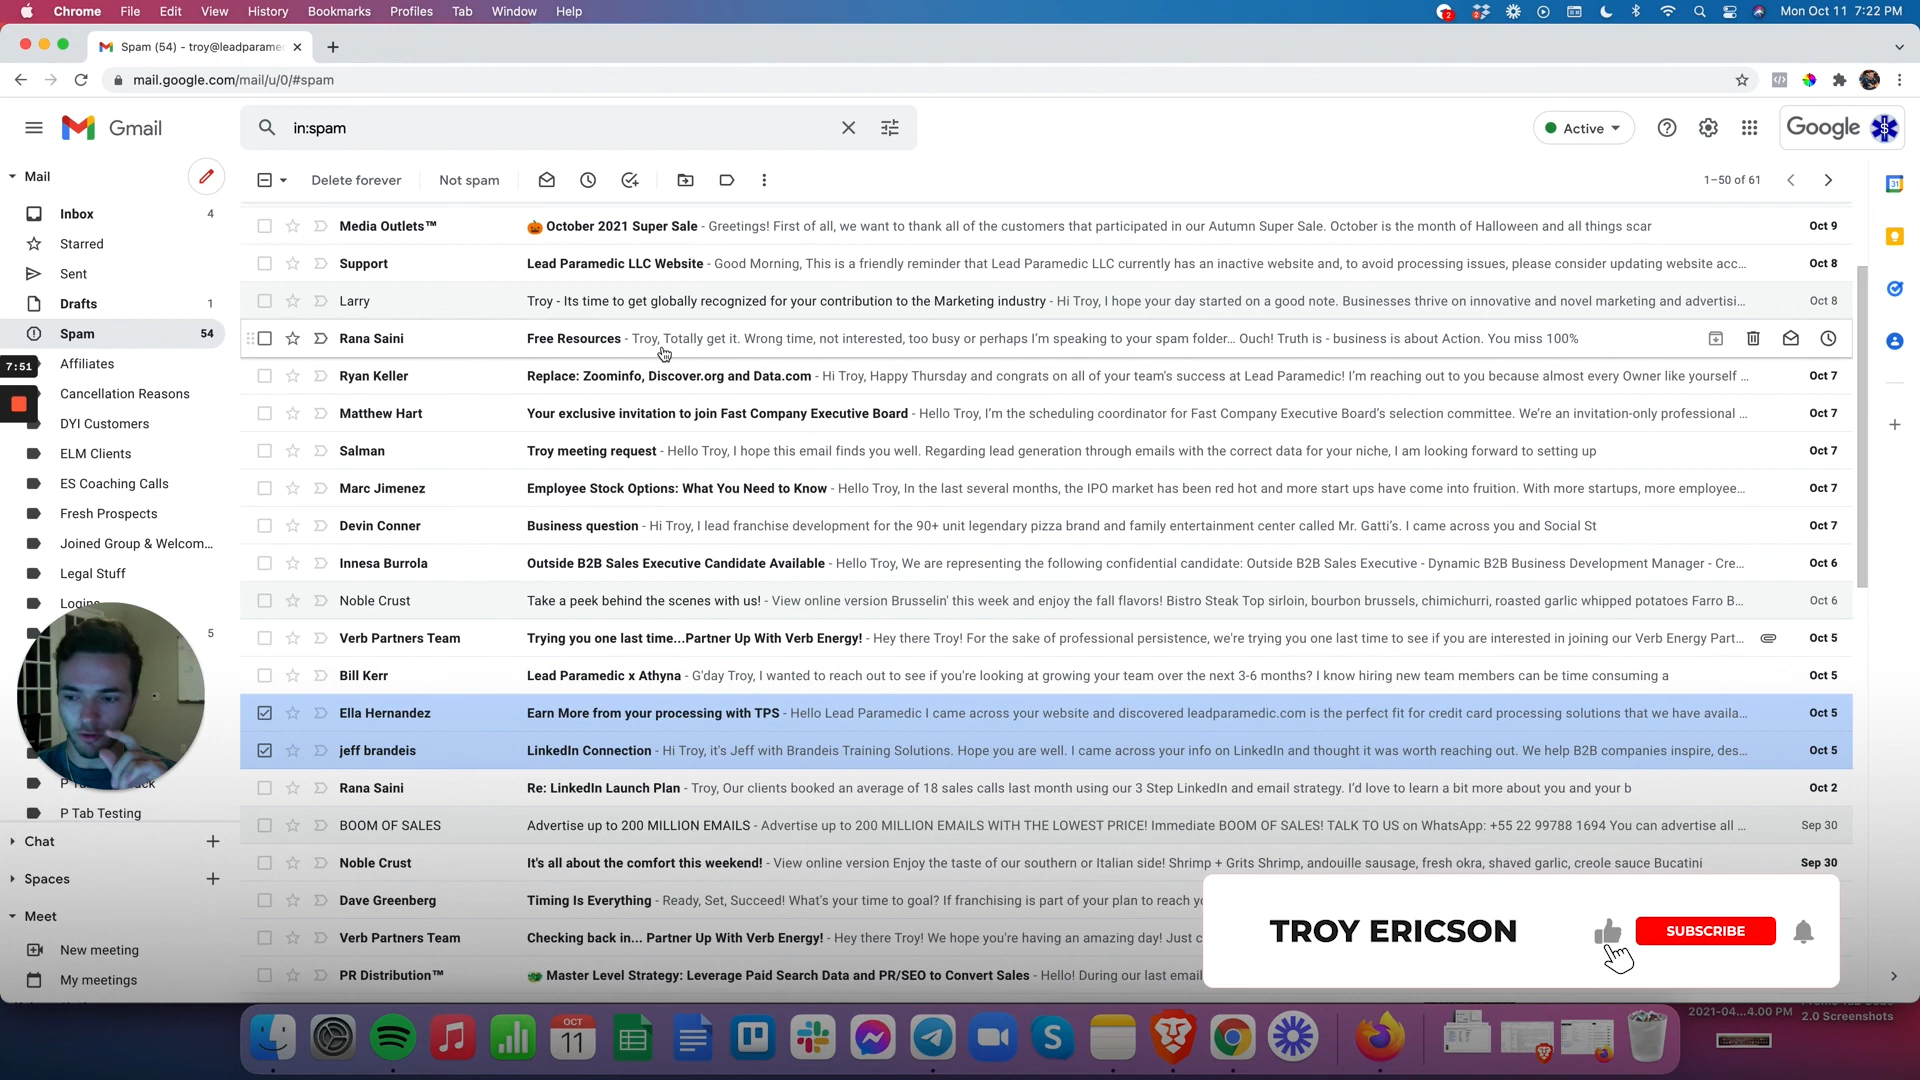 Chrome File Edit View History Bookmarks Profiles Tab Window Help
2 2 Mon Oct 11 7:22 PM
Spam (54) - troy@leadparame
mail.google.com/mail/u/0/#spam
Gmail
in:spam
Active
Google
Mail
Delete forever Not spam
1–50 of 61
31
Inbox 4
Starred
Sent
Drafts 1
Spam 54
7:51
Affiliates
Cancellation Reasons
DYI Customers
ELM Clients
ES Coaching Calls
Fresh Prospects
Joined Group & Welcom...
Legal Stuff
Logins
5
P Tab Testing
Chat
Spaces
Meet
New meeting
My meetings
Media Outlets™ October 2021 Super Sale - Greetings! First of all, we want to thank all of the customers that participated in our Autumn Super Sale. October is the month of Halloween and all things scar Oct 9
Support Lead Paramedic LLC Website - Good Morning, This is a friendly reminder that Lead Paramedic LLC currently has an inactive website and, to avoid processing issues, please consider updating website acc... Oct 8
Larry Troy - Its time to get globally recognized for your contribution to the Marketing industry - Hi Troy, I hope your day started on a good note. Businesses thrive on innovative and novel marketing and advertisi... Oct 8
Rana Saini Free Resources - Troy, Totally get it. Wrong time, not interested, too busy or perhaps I'm speaking to your spam folder... Ouch! Truth is - business is about Action. You miss 100%
Ryan Keller Replace: Zoominfo, Discover.org and Data.com - Hi Troy, Happy Thursday and congrats on all of your team's success at Lead Paramedic! I'm reaching out to you because almost every Owner like yourself ... Oct 7
Matthew Hart Your exclusive invitation to join Fast Company Executive Board - Hello Troy, I'm the scheduling coordinator for Fast Company Executive Board's selection committee. We're an invitation-only professional ... Oct 7
Salman Troy meeting request - Hello Troy, I hope this email finds you well. Regarding lead generation through emails with the correct data for your niche, I am looking forward to setting up Oct 7
Marc Jimenez Employee Stock Options: What You Need to Know - Hello Troy, In the last several months, the IPO market has been red hot and more start ups have come into fruition. With more startups, more employee... Oct 7
Devin Conner Business question - Hi Troy, I lead franchise development for the 90+ unit legendary pizza brand and family entertainment center called Mr. Gatti's. I came across you and Social St Oct 7
Innesa Burrola Outside B2B Sales Executive Candidate Available - Hello Troy, We are representing the following confidential candidate: Outside B2B Sales Executive - Dynamic B2B Business Development Manager - Cre... Oct 6
Noble Crust Take a peek behind the scenes with us! - View online version Brusselin' this week and enjoy the fall flavors! Bistro Steak Top sirloin, bourbon brussels, chimichurri, roasted garlic whipped potatoes Farro B... Oct 6
Verb Partners Team Trying you one last time...Partner Up With Verb Energy! - Hey there Troy! For the sake of professional persistence, we're trying you one last time to see if you are interested in joining our Verb Energy Part... Oct 5
Bill Kerr Lead Paramedic x Athyna - G'day Troy, I wanted to reach out to see if you're looking at growing your team over the next 3-6 months? I know hiring new team members can be time consuming a Oct 5
Ella Hernandez Earn More from your processing with TPS - Hello Lead Paramedic I came across your website and discovered leadparamedic.com is the perfect fit for credit card processing solutions that we have availa... Oct 5
jeff brandeis LinkedIn Connection - Hi Troy, it's Jeff with Brandeis Training Solutions. Hope you are well. I came across your info on LinkedIn and thought it was worth reaching out. We help B2B companies inspire, des... Oct 5
Rana Saini Re: LinkedIn Launch Plan - Troy, Our clients booked an average of 18 sales calls last month using our 3 Step LinkedIn and email strategy. I'd love to learn a bit more about you and your b Oct 2
BOOM OF SALES Advertise up to 200 MILLION EMAILS - Advertise up to 200 MILLION EMAILS WITH THE LOWEST PRICE! Immediate BOOM OF SALES! TALK TO US on WhatsApp: +55 22 99788 1694 You can advertise all ... Sep 30
Noble Crust It's all about the comfort this weekend! - View online version Enjoy the taste of our southern or Italian side! Shrimp + Grits Shrimp, andouille sausage, fresh okra, shaved garlic, creole sauce Bucatini Sep 30
Dave Greenberg Timing Is Everything - Ready, Set, Succeed! What's your time to goal? If franchising is part of your plan to reach
Verb Partners Team Checking back in... Partner Up With Verb Energy! - Hey there Troy! We hope you're having an amazing day! Just
PR Distribution™ Master Level Strategy: Leverage Paid Search Data and PR/SEO to Convert Sales - Hello! During our last email
TROY ERICSON
SUBSCRIBE
OCT
11
2021-04...4.00 PM
2.0 Screenshots